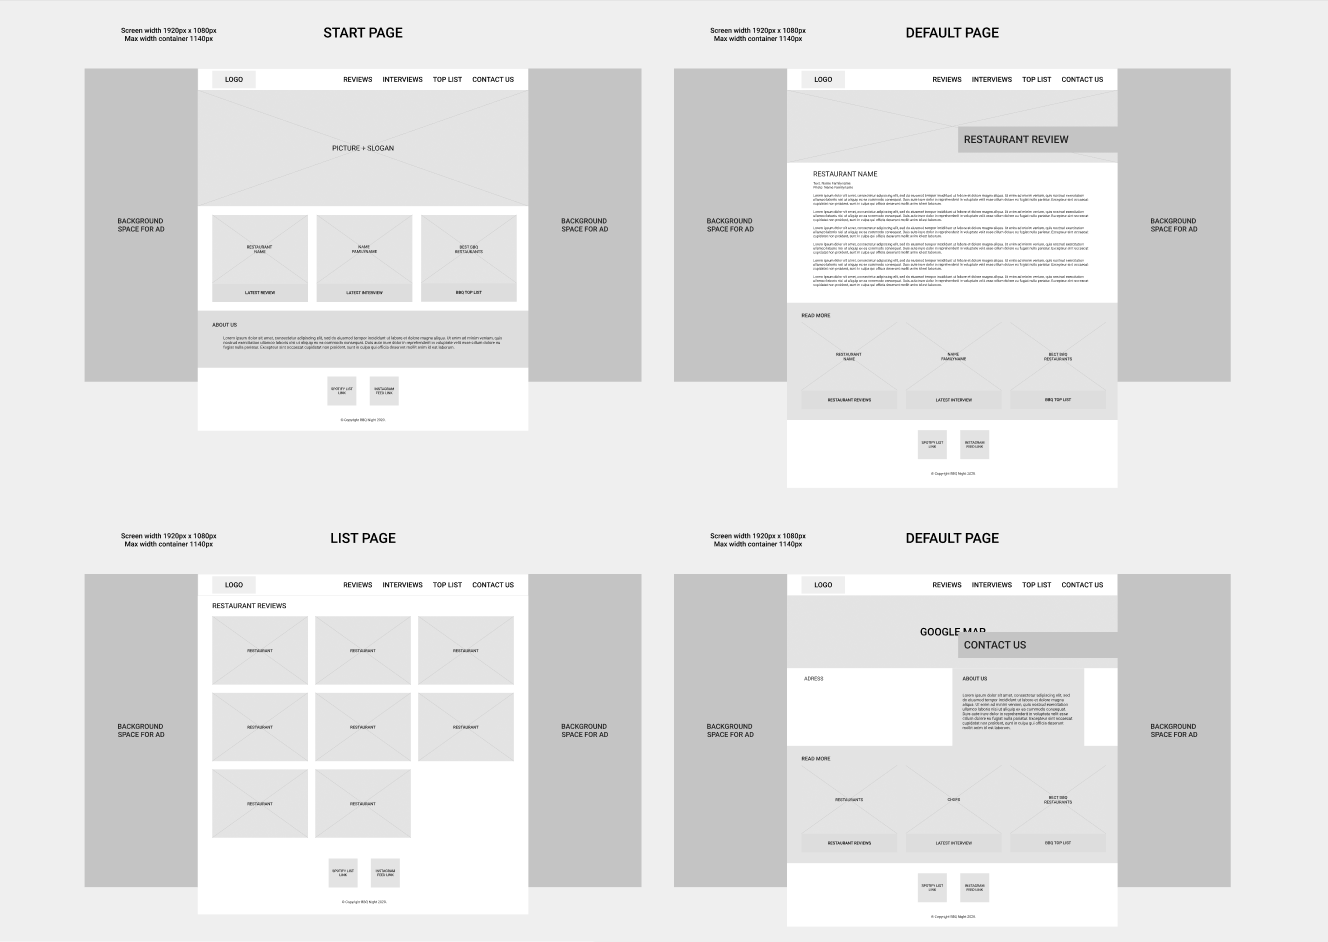 Screen width 1920px x 1080px
Max width container 1140px
START PAGE
LOGO
REVIEWS INTERVIEWS TOP LIST CONTACT US
PICTURE + SLOGAN
BACKGROUND
SPACE FOR AD
BACKGROUND
SPACE FOR AD
RESTAURANT
NAME
LATEST REVIEW
NAME
FAMILYNAME
LATEST INTERVIEW
BEST BBQ
RESTAURANTS
BBQ TOP LIST
ABOUT US
Lorem ipsum dolor sit amet, consectetur adipiscing elit, sed do eiusmod tempor incididunt ut labore et dolore magna aliqua. Ut enim ad minim veniam, quis
nostrud exercitation ullamco laboris nisi ut aliquip ex ea commodo consequat. Duis aute irure dolor in reprehenderit in voluptate velit esse cillum dolore eu
fugiat nulla pariatur. Excepteur sint occaecat cupidatat non proident, sunt in culpa qui officia deserunt mollit anim id est laborum.
SPOTIFY LIST
LINK
INSTAGRAM
FEED LINK
© Copyright BBQ Night 2020.
Screen width 1920px x 1080px
Max width container 1140px
DEFAULT PAGE
LOGO
REVIEWS INTERVIEWS TOP LIST CONTACT US
RESTAURANT REVIEW
BACKGROUND
SPACE FOR AD
BACKGROUND
SPACE FOR AD
RESTAURANT NAME
Text: Name Familyname
Photo: Name Familyname
READ MORE
RESTAURANT
NAME
RESTAURANT REVIEWS
NAME
FAMILYNAME
LATEST INTERVIEW
BECT BBQ
RESTAURANTS
BBQ TOP LIST
SPOTIFY LIST
LINK
INSTAGRAM
FEED LINK
© Copyright BBQ Night 2020.
Screen width 1920px x 1080px
Max width container 1140px
LIST PAGE
LOGO
REVIEWS INTERVIEWS TOP LIST CONTACT US
RESTAURANT REVIEWS
RESTAURANT RESTAURANT RESTAURANT
BACKGROUND
SPACE FOR AD
BACKGROUND
SPACE FOR AD
RESTAURANT RESTAURANT RESTAURANT
RESTAURANT RESTAURANT
SPOTIFY LIST
LINK
INSTAGRAM
FEED LINK
© Copyright BBQ Night 2020.
Screen width 1920px x 1080px
Max width container 1140px
DEFAULT PAGE
LOGO
REVIEWS INTERVIEWS TOP LIST CONTACT US
GOOGLE MAP
CONTACT US
BACKGROUND
SPACE FOR AD
BACKGROUND
SPACE FOR AD
ADRESS
ABOUT US
Lorem ipsum dolor sit amet, consectetur adipiscing elit, sed
do eiusmod tempor incididunt ut labore et dolore magna
aliqua. Ut enim ad minim veniam, quis nostrud exercitation
ullamco laboris nisi ut aliquip ex ea commodo consequat.
Duis aute irure dolor in reprehenderit in voluptate velit esse
cillum dolore eu fugiat nulla pariatur. Excepteur sint occaecat
cupidatat non proident, sunt in culpa qui officia deserunt
mollit anim id est laborum.
READ MORE
RESTAURANTS
RESTAURANT REVIEWS
CHEFS
LATEST INTERVIEW
BECT BBQ
RESTAURANTS
BBQ TOP LIST
SPOTIFY LIST
LINK
INSTAGRAM
FEED LINK
© Copyright BBQ Night 2020.